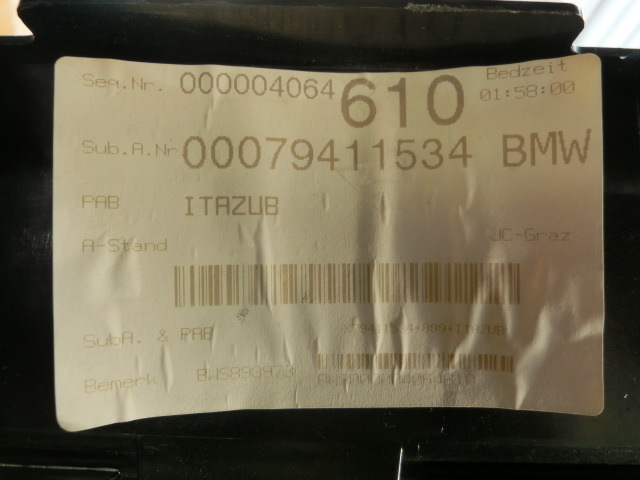 Seq.Nr. 000004064 610 Bedzeit
01:58:00
Sub.A.Nr 00079411534 BMW
PAB ITAZUB
A-Stand JC-Graz
SubA. & PAB
Bemerk